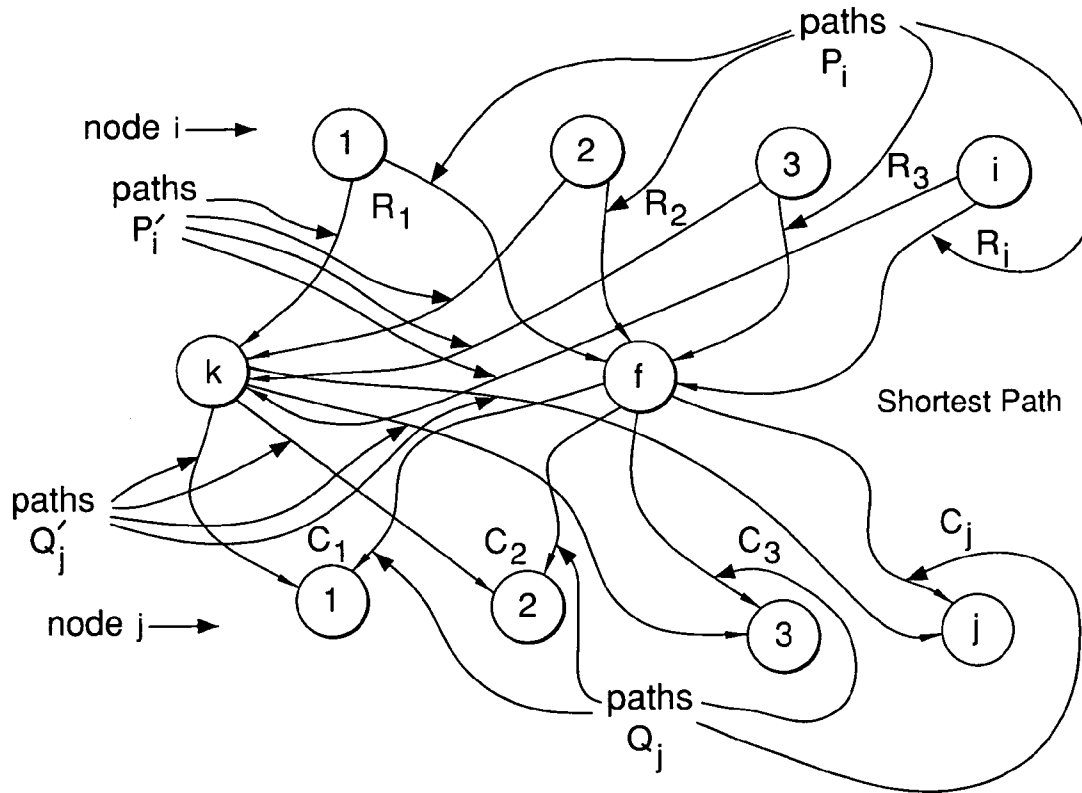 paths
P_i
node i
1
2
3
i
paths
P'_i
R_1
R_2
R_3
R_i
k
f
Shortest Path
paths
Q'_j
C_1
C_2
C_3
C_j
1
2
3
j
node j
paths
Q_j